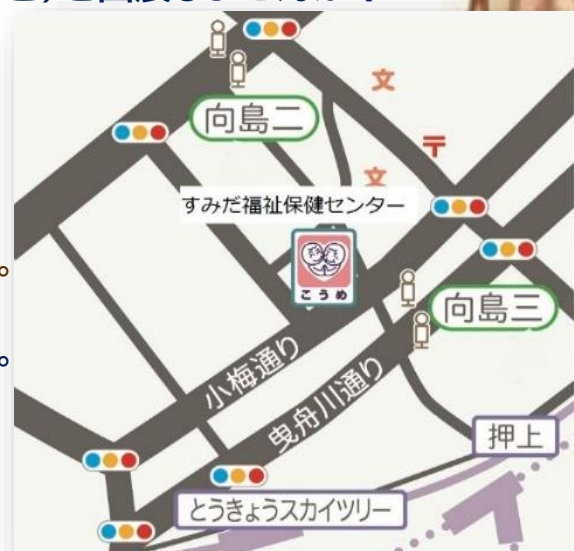 向島二
文
〒
文
すみだ福祉保健センター
こうめ
向島三
小梅通り
曳舟川通り
押上
とうきょうスカイツリー